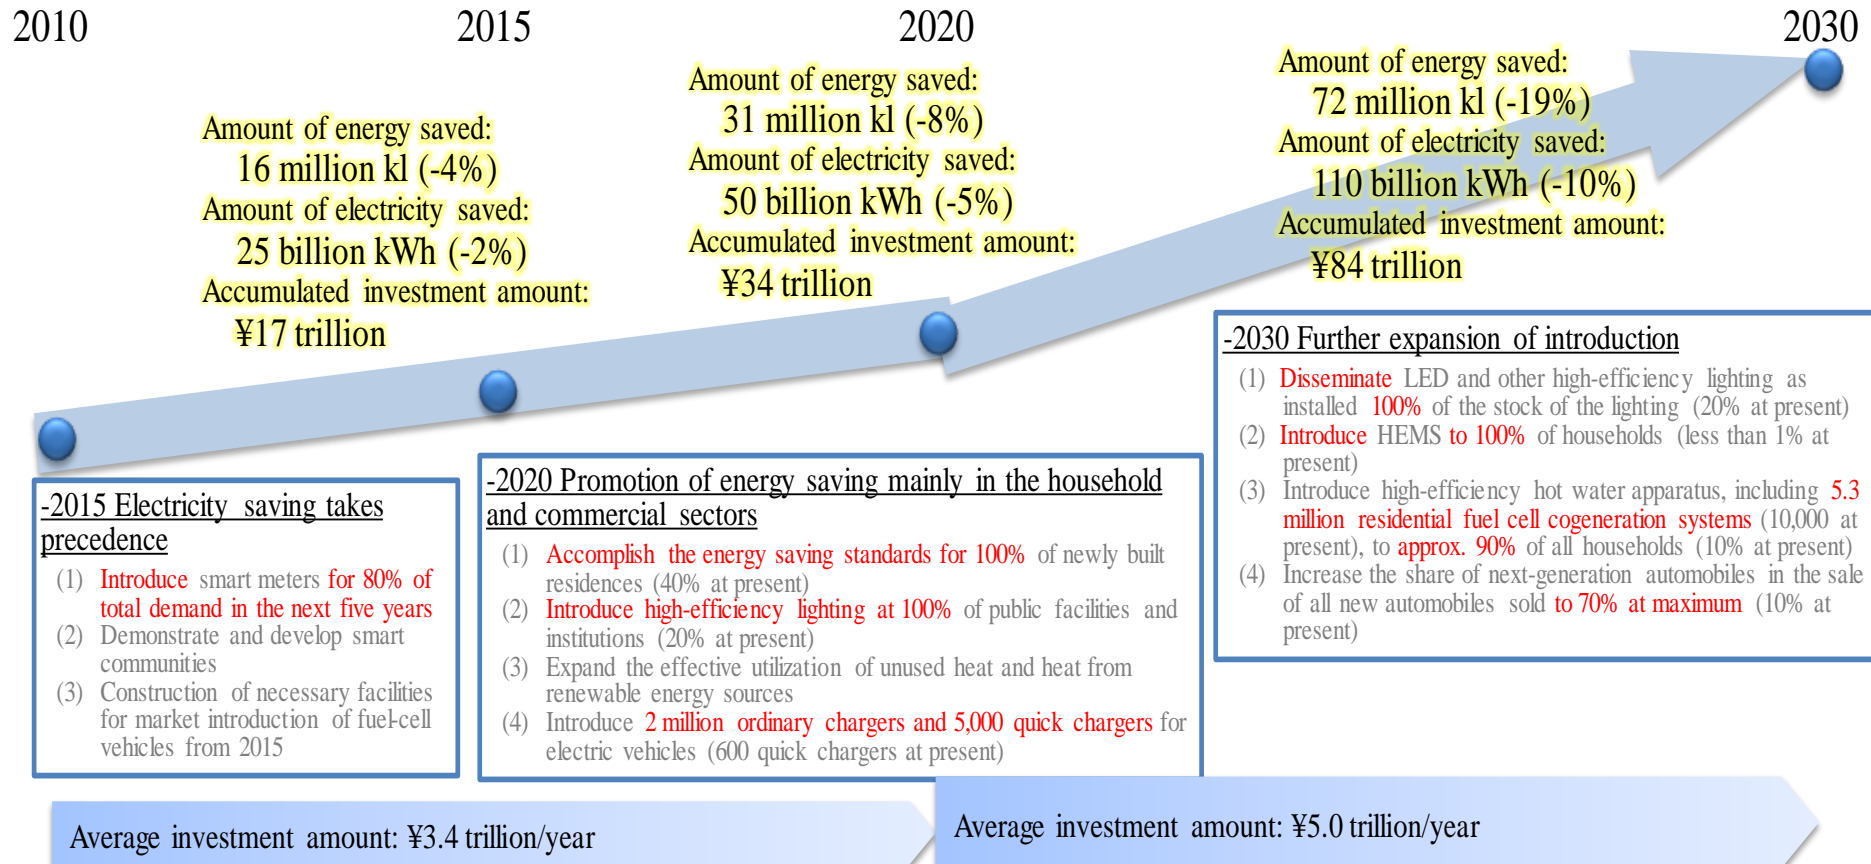 2010
2015
2020
2030
Amount of energy saved:
16 million kl (-4%)
Amount of electricity saved:
25 billion kWh (-2%)
Accumulated investment amount:
¥17 trillion
Amount of energy saved:
31 million kl (-8%)
Amount of electricity saved:
50 billion kWh (-5%)
Accumulated investment amount:
¥34 trillion
Amount of energy saved:
72 million kl (-19%)
Amount of electricity saved:
110 billion kWh (-10%)
Accumulated investment amount:
¥84 trillion
-2015 Electricity saving takes
precedence
(1) Introduce smart meters for 80% of
total demand in the next five years
(2) Demonstrate and develop smart
communities
(3) Construction of necessary facilities
for market introduction of fuel-cell
vehicles from 2015
-2020 Promotion of energy saving mainly in the household
and commercial sectors
(1) Accomplish the energy saving standards for 100% of newly built
residences (40% at present)
(2) Introduce high-efficiency lighting at 100% of public facilities and
institutions (20% at present)
(3) Expand the effective utilization of unused heat and heat from
renewable energy sources
(4) Introduce 2 million ordinary chargers and 5,000 quick chargers for
electric vehicles (600 quick chargers at present)
-2030 Further expansion of introduction
(1) Disseminate LED and other high-efficiency lighting as
installed 100% of the stock of the lighting (20% at present)
(2) Introduce HEMS to 100% of households (less than 1% at
present)
(3) Introduce high-efficiency hot water apparatus, including 5.3
million residential fuel cell cogeneration systems (10,000 at
present), to approx. 90% of all households (10% at present)
(4) Increase the share of next-generation automobiles in the sale
of all new automobiles sold to 70% at maximum (10% at
present)
Average investment amount: ¥3.4 trillion/year
Average investment amount: ¥5.0 trillion/year